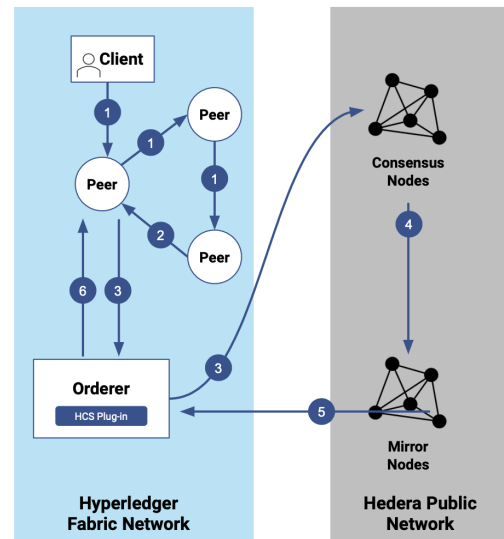 Client
1
Peer
1
1
Peer
2
Peer
6
3
3
Orderer
HCS Plug-in
Hyperledger
Fabric Network
Consensus
Nodes
4
5
Mirror
Nodes
Hedera Public
Network